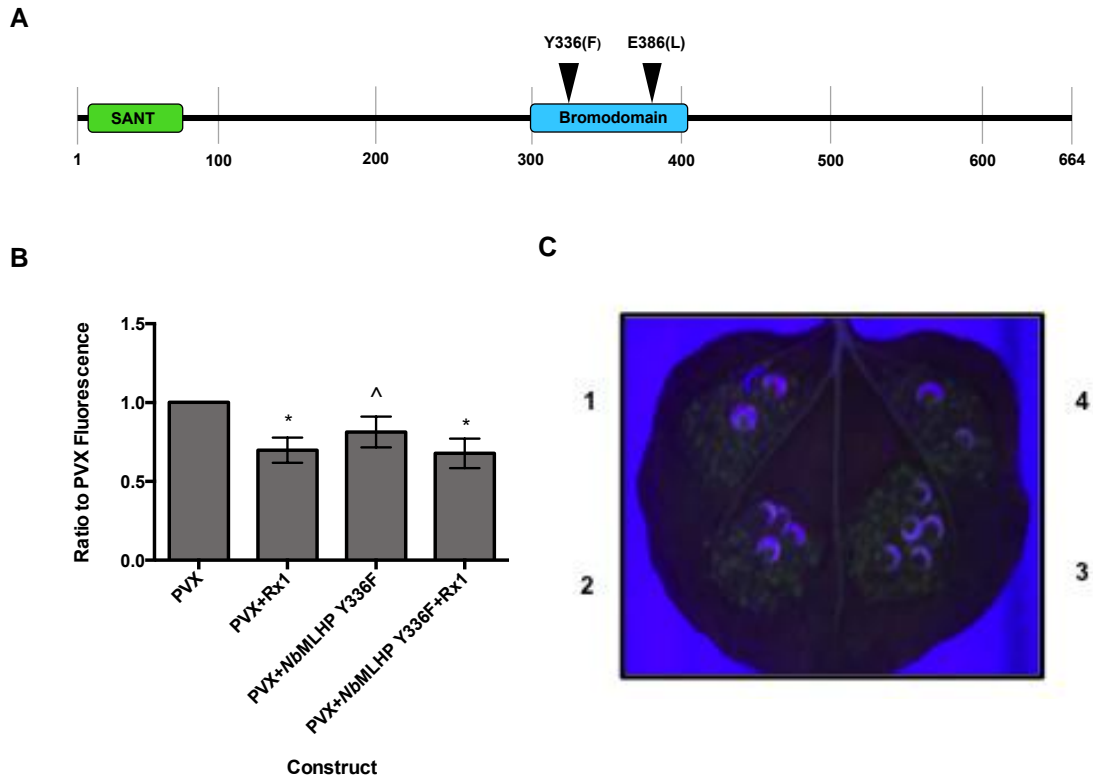 A
Y336(F) E386(L)
SANT Bromodomain
1 100 200 300 400 500 600 664
B
C
Ratio to PVX Fluorescence
1.5
1.0
0.5
0.0
* ^ *
PVX
PVX+Rx1
PVX+NbMLHP Y336F
PVX+NbMLHP Y336F+Rx1
Construct
1 4
2 3